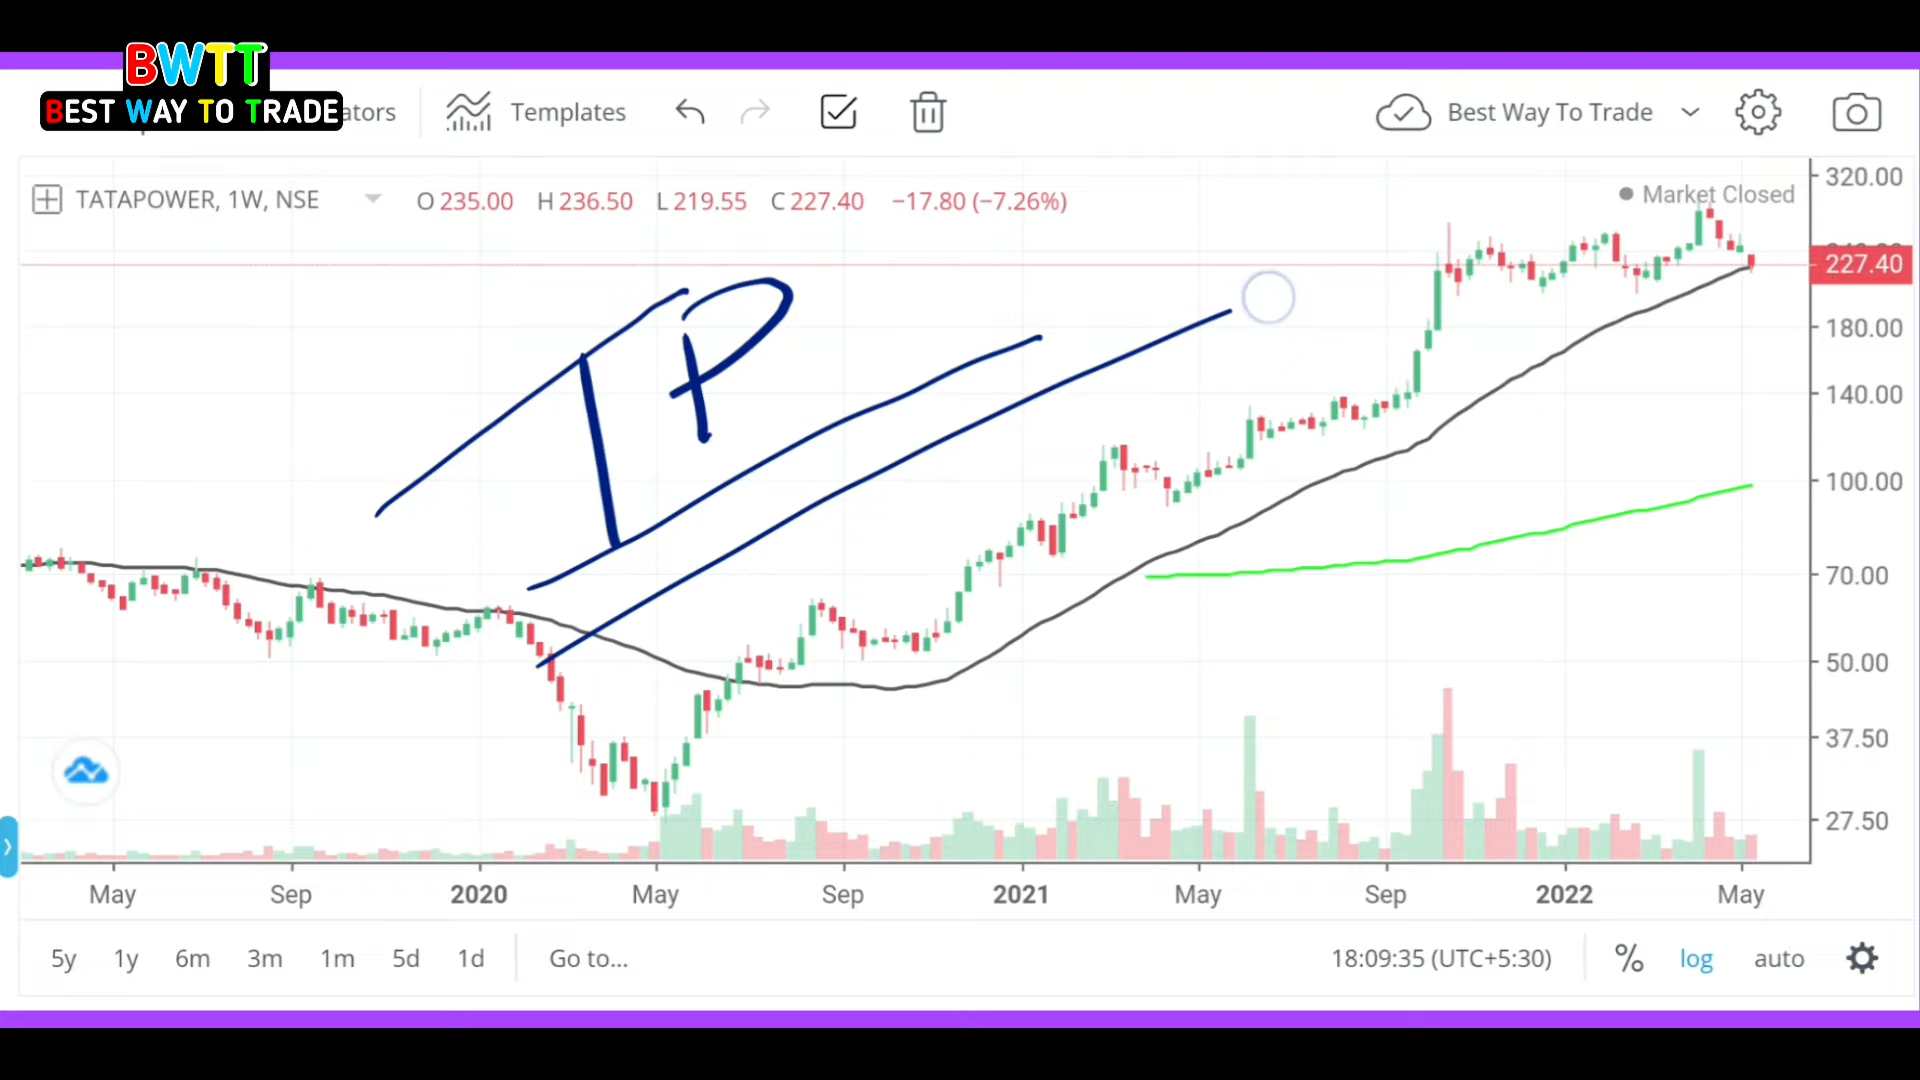 BWTT
BEST WAY TO TRADE
ators
Templates
Best Way To Trade
TATAPOWER, 1W, NSE
O 235.00 H 236.50 L 219.55 C 227.40 −17.80 (−7.26%)
Market Closed
320.00
227.40
180.00
140.00
100.00
70.00
50.00
37.50
27.50
TP
May Sep 2020 May Sep 2021 May Sep 2022 May
5y 1y 6m 3m 1m 5d 1d Go to... 18:09:35 (UTC+5:30) % log auto